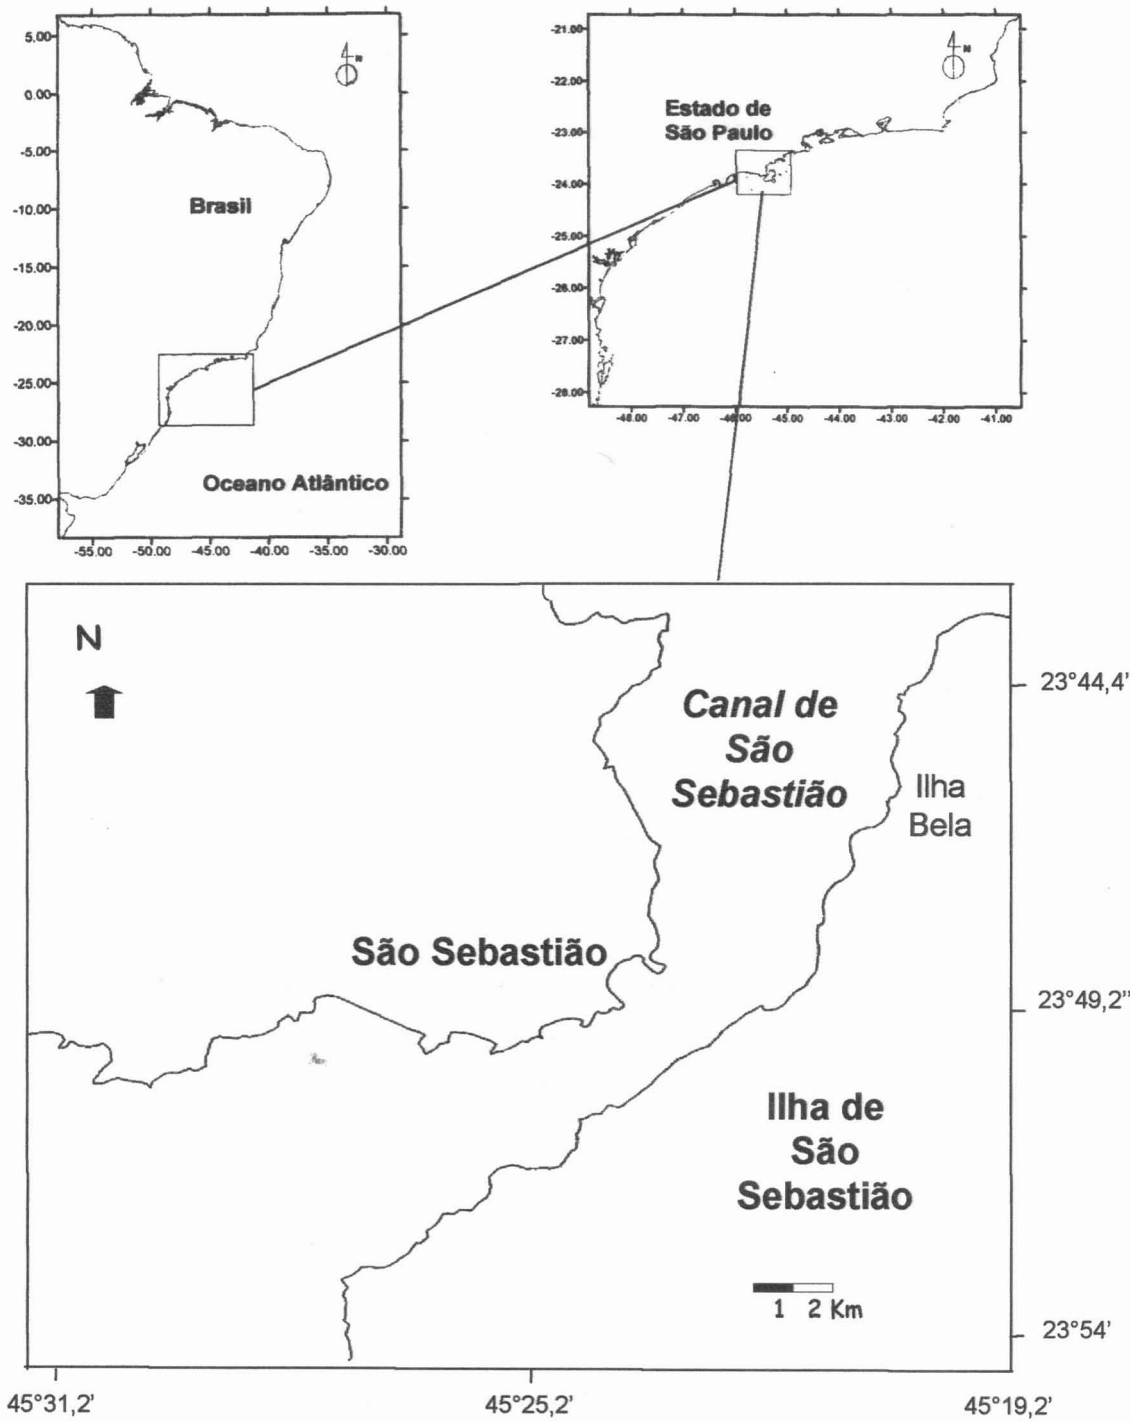 5.00
0.00
-5.00
-10.00
-15.00
-20.00
-25.00
-30.00
-35.00
-55.00 -50.00 -45.00 -40.00 -35.00 -30.00
N
Brasil
Oceano Atlântico
-21.00
-22.00
-23.00
-24.00
-25.00
-26.00
-27.00
-28.00
-48.00 -47.00 -46.00 -45.00 -44.00 -43.00 -42.00 -41.00
N
Estado de
São Paulo
N
Canal de
São
Sebastião
Ilha
Bela
São Sebastião
Ilha de
São
Sebastião
1 2 Km
23°44,4'
23°49,2"
23°54'
45°31,2' 45°25,2' 45°19,2'